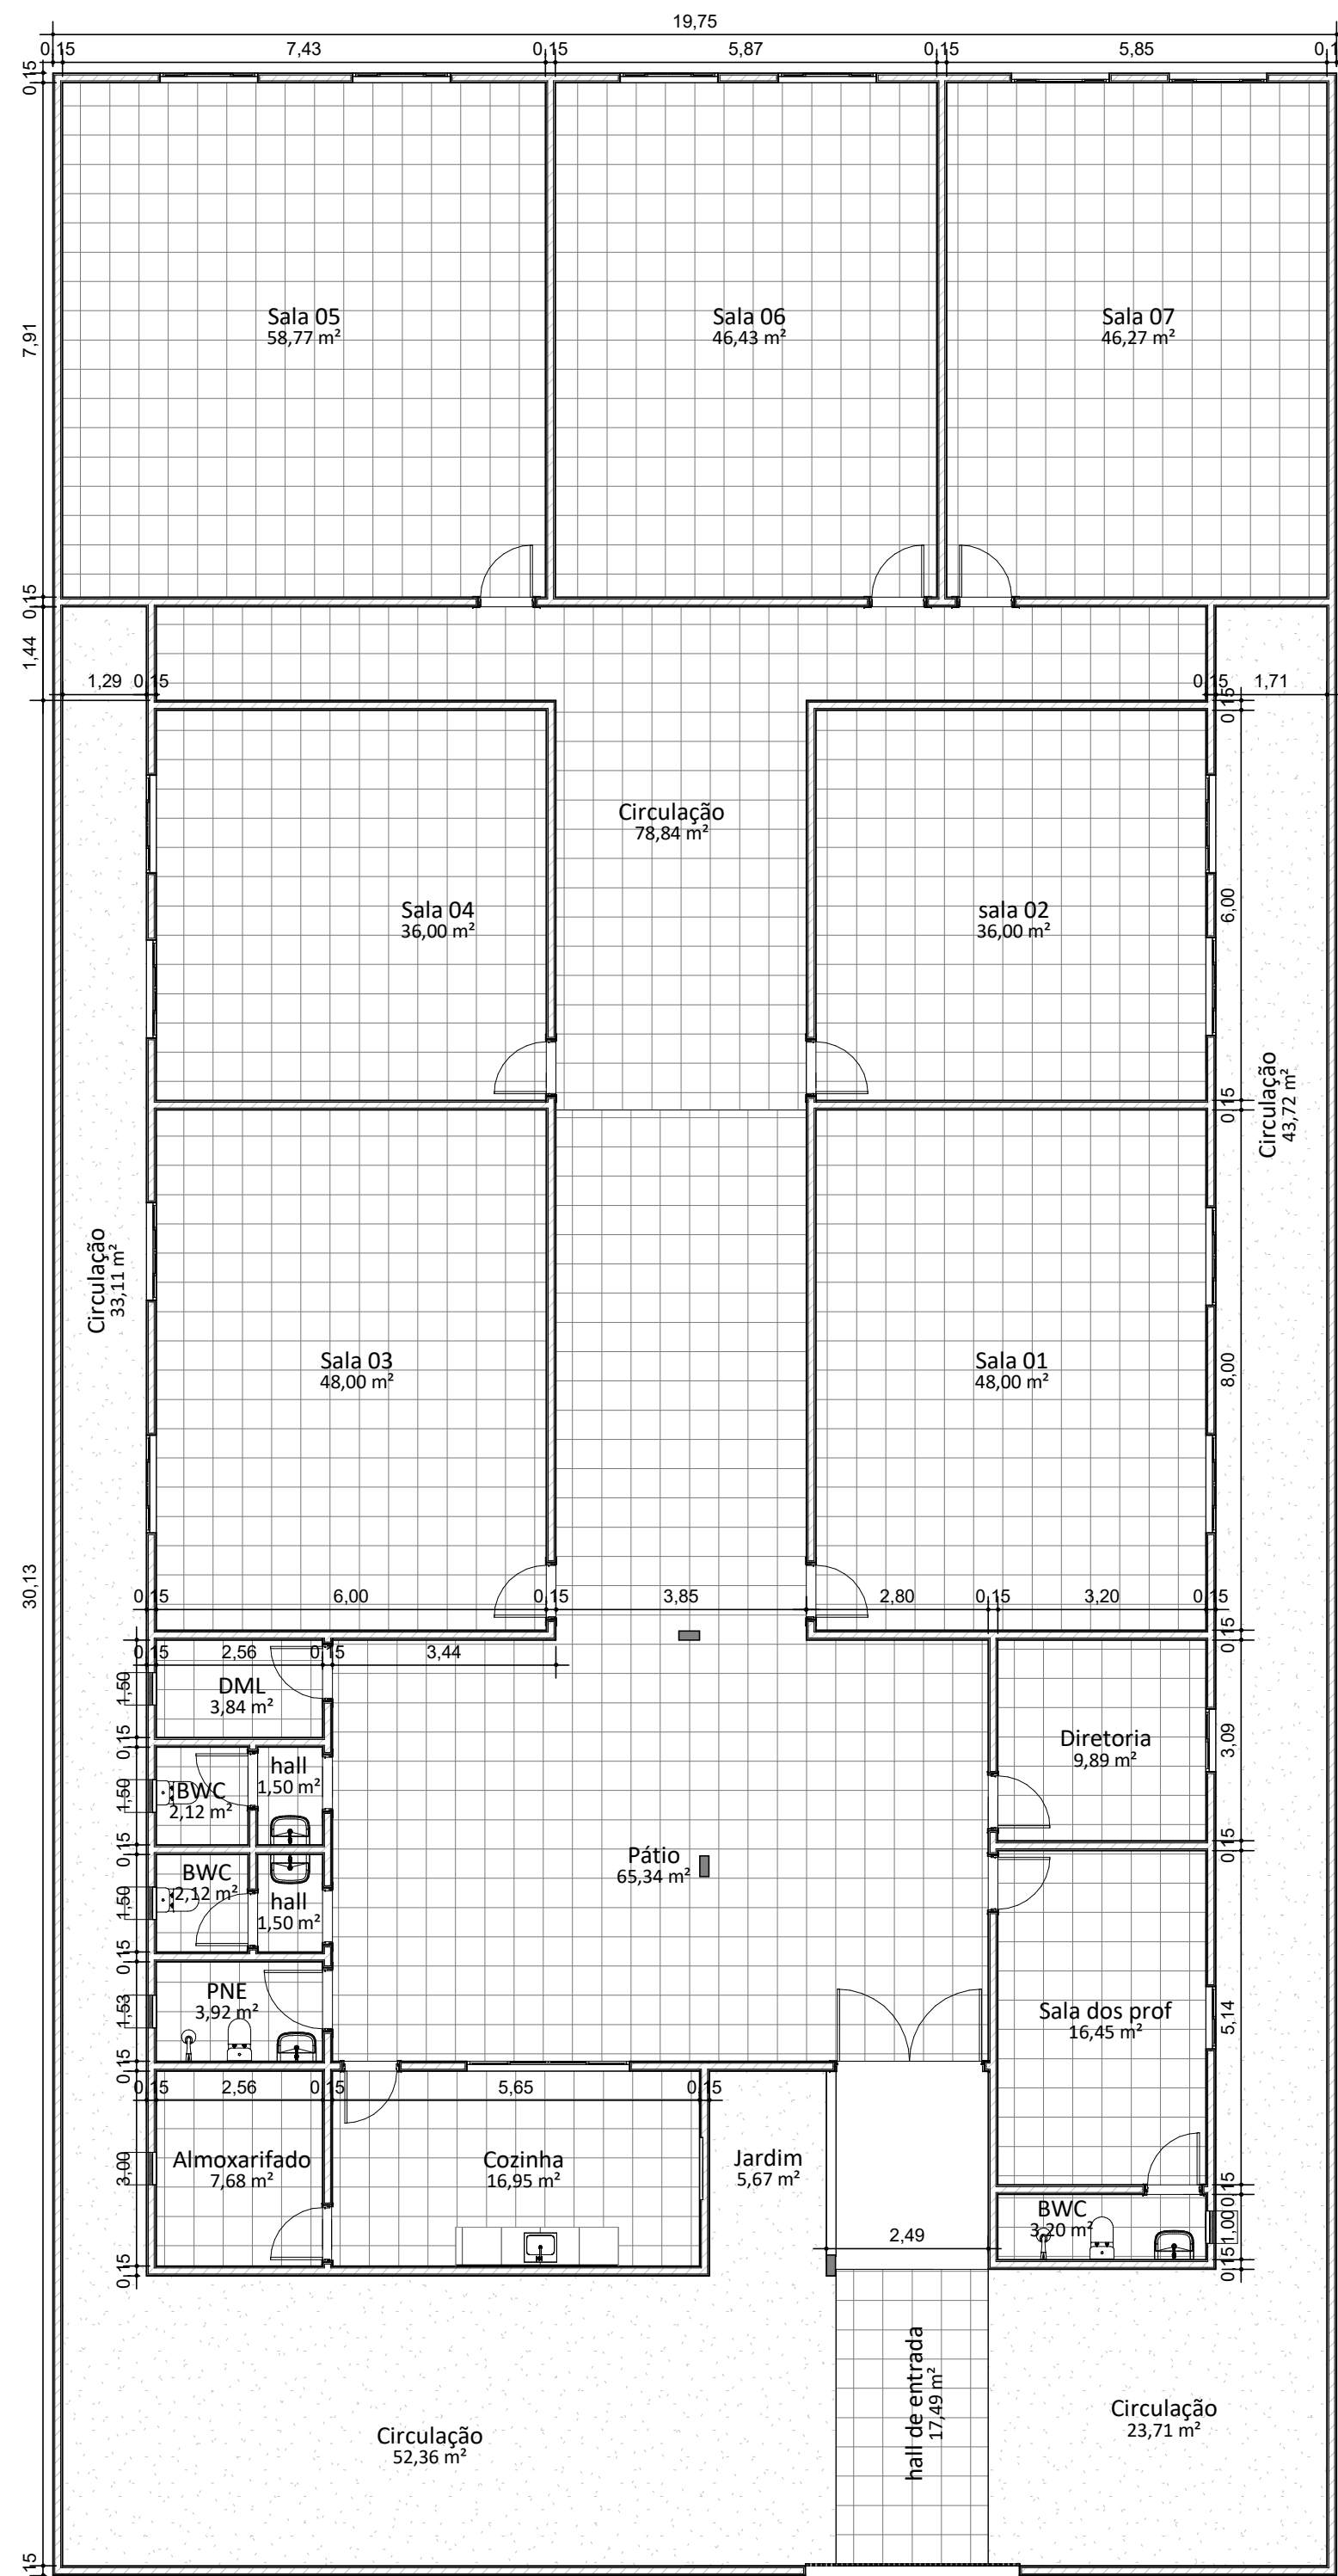 19,75
0,15 7,43 0,15 5,87 0,15 5,85 0,1
0,15
Sala 05
58,77 m²
Sala 06
46,43 m²
Sala 07
46,27 m²
7,91
0,15
1,44
1,29 0,15
0,15 1,71
0,15
Circulação
78,84 m²
Sala 04
36,00 m²
sala 02
36,00 m²
6,00
0,15
Circulação
43,72 m²
Circulação
33,11 m²
Sala 03
48,00 m²
Sala 01
48,00 m²
8,00
30,13
0,15 6,00 0,15 3,85 2,80 0,15 3,20 0,15
0,15
0,15 2,56 0,15 3,44
1,50
DML
3,84 m²
0,15
Diretoria
9,89 m²
3,09
hall
1,50 m²
BWC
2,12 m²
1,50
0,15
0,15
Pátio
65,34 m²
BWC
2,12 m²
hall
1,50 m²
1,50
0,15
PNE
3,92 m²
1,53
0,15
Sala dos prof
16,45 m²
5,14
0,15 2,56 0,15 5,65 0,15
Almoxarifado
7,68 m²
3,00
Cozinha
16,95 m²
Jardim
5,67 m²
0,15
BWC
3,20 m²
1,00
0,15
2,49
0,15
hall de entrada
17,49 m²
Circulação
52,36 m²
Circulação
23,71 m²
15